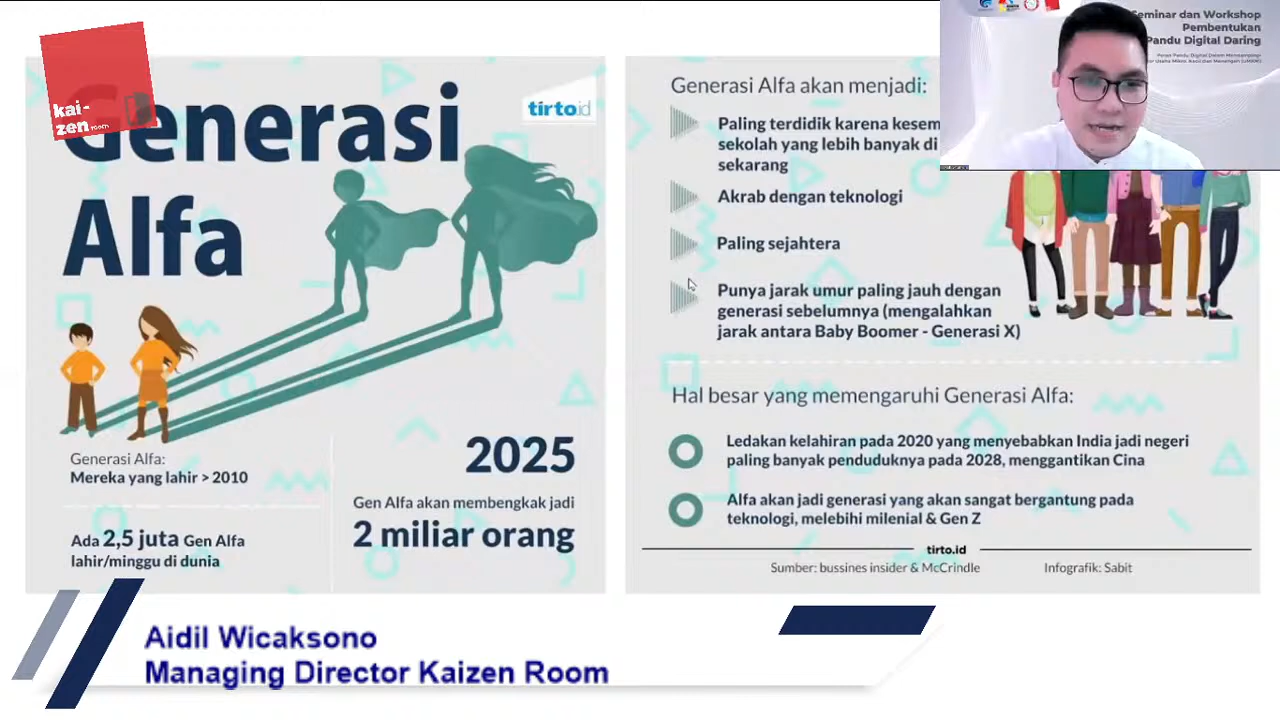 kai-
zen room
Generasi
Alfa
tirto.id
Generasi Alfa:
Mereka yang lahir > 2010
Ada 2,5 juta Gen Alfa
lahir/minggu di dunia
2025
Gen Alfa akan membengkak jadi
2 miliar orang
Generasi Alfa akan menjadi:
Paling terdidik karena
sekolah yang lebih banyak di
sekarang
Akrab dengan teknologi
Paling sejahtera
Punya jarak umur paling jauh dengan
generasi sebelumnya (mengalahkan
jarak antara Baby Boomer - Generasi X)
Hal besar yang memengaruhi Generasi Alfa:
Ledakan kelahiran pada 2020 yang menyebabkan India jadi negeri
paling banyak penduduknya pada 2028, menggantikan Cina
Alfa akan jadi generasi yang akan sangat bergantung pada
teknologi, melebihi milenial & Gen Z
tirto.id
Sumber: bussines insider & McCrindle
Infografik: Sabit
Seminar dan Workshop
Pembentukan
Pandu Digital Daring
Aidil Wicaksono
Managing Director Kaizen Room